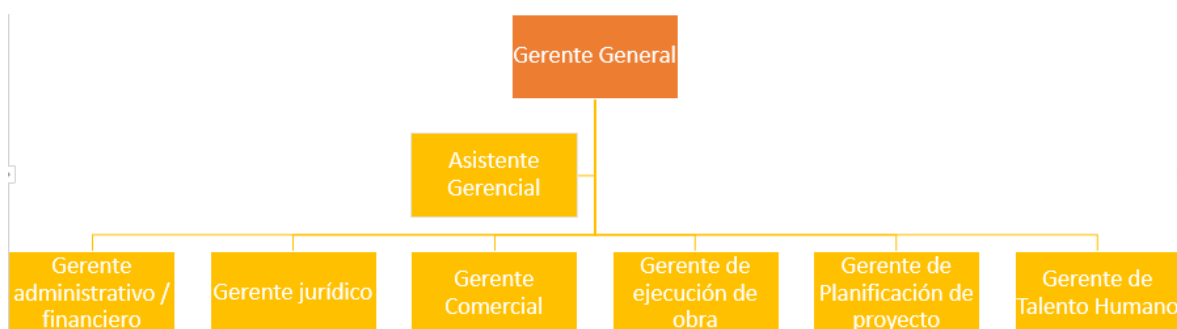 Gerente General
Asistente
Gerencial
Gerente
administrativo /
financiero
Gerente jurídico
Gerente
Comercial
Gerente de
ejecución de
obra
Gerente de
Planificación de
proyecto
Gerente de
Talento Humano